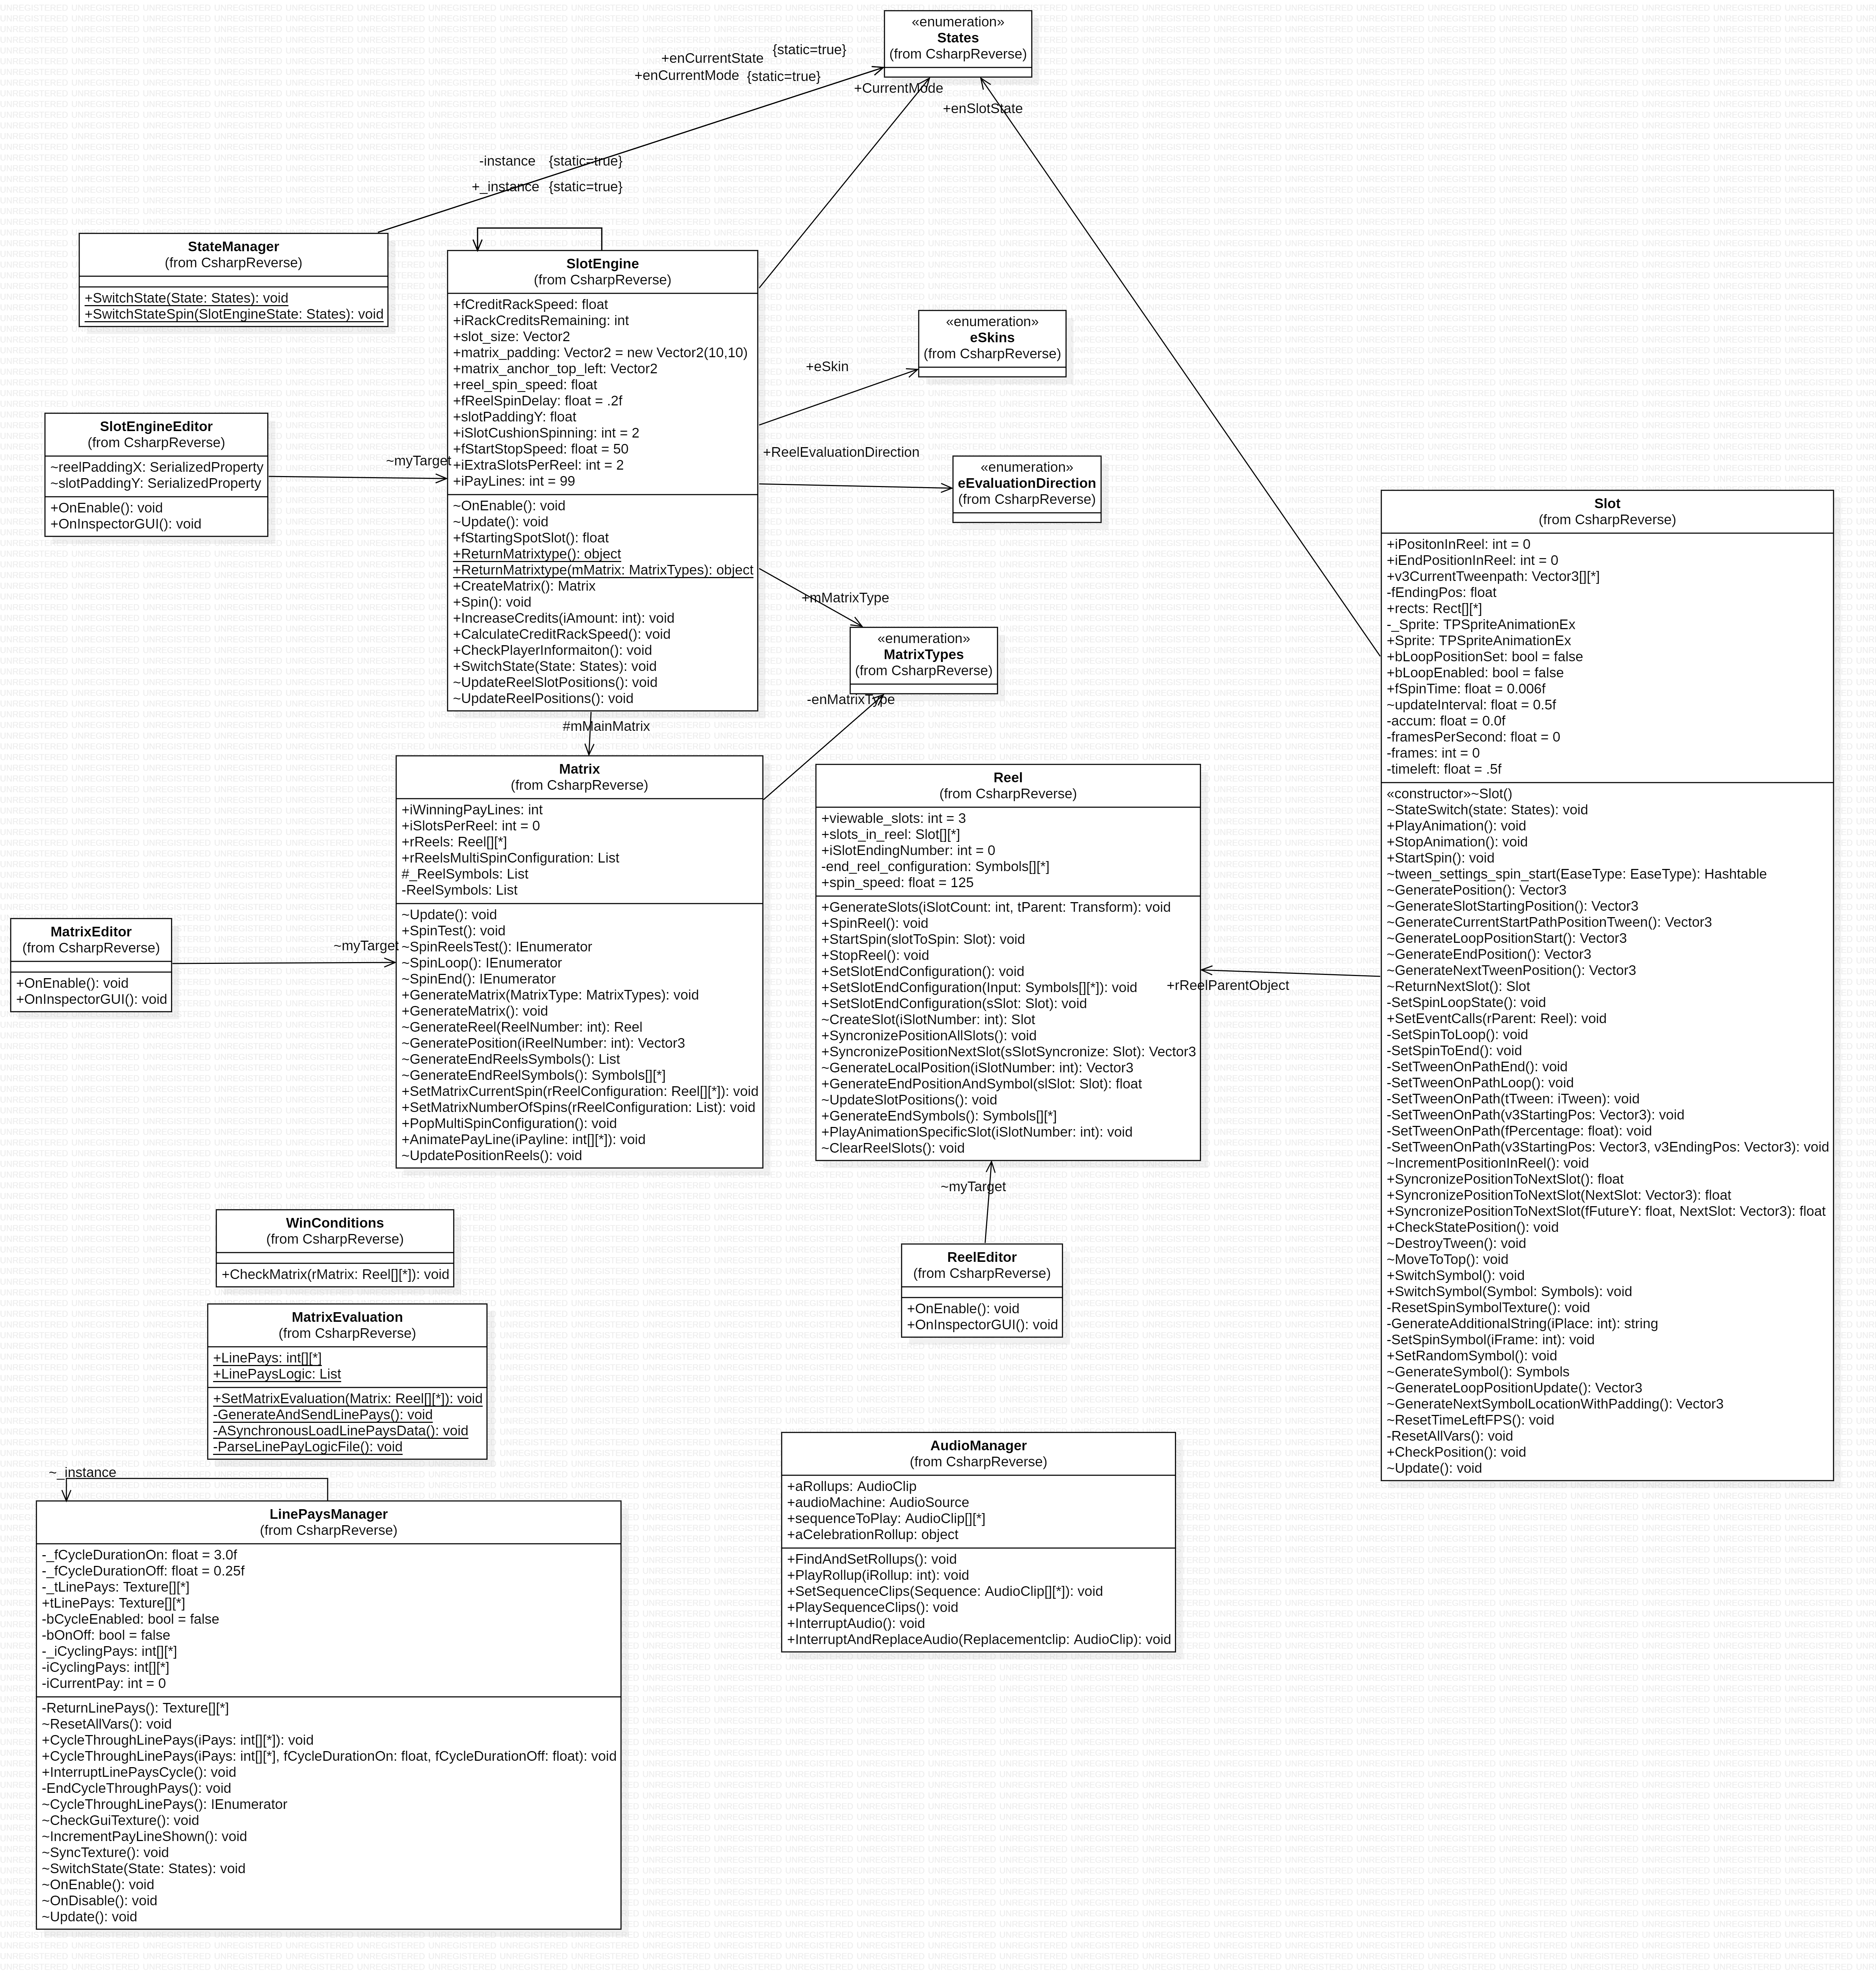 «enumeration»
States
(from CsharpReverse)
+enCurrentState
{static=true}
+enCurrentMode
{static=true}
+CurrentMode
+enSlotState
-instance
{static=true}
+_instance
{static=true}
StateManager
(from CsharpReverse)
+SwitchState(State: States): void
+SwitchStateSpin(SlotEngineState: States): void
SlotEngine
(from CsharpReverse)
+fCreditRackSpeed: float
+iRackCreditsRemaining: int
+slot_size: Vector2
+matrix_padding: Vector2 = new Vector2(10,10)
+matrix_anchor_top_left: Vector2
+reel_spin_speed: float
+fReelSpinDelay: float = .2f
+slotPaddingY: float
+iSlotCushionSpinning: int = 2
+fStartStopSpeed: float = 50
+iExtraSlotsPerReel: int = 2
+iPayLines: int = 99
~OnEnable(): void
~Update(): void
+fStartingSpotSlot(): float
+ReturnMatrixtype(): object
+ReturnMatrixtype(mMatrix: MatrixTypes): object
+CreateMatrix(): Matrix
+Spin(): void
+IncreaseCredits(iAmount: int): void
+CalculateCreditRackSpeed(): void
+CheckPlayerInformaiton(): void
+SwitchState(State: States): void
~UpdateReelSlotPositions(): void
~UpdateReelPositions(): void
«enumeration»
eSkins
(from CsharpReverse)
+eSkin
SlotEngineEditor
(from CsharpReverse)
~reelPaddingX: SerializedProperty
~slotPaddingY: SerializedProperty
+OnEnable(): void
+OnInspectorGUI(): void
~myTarget
+ReelEvaluationDirection
«enumeration»
eEvaluationDirection
(from CsharpReverse)
+mMatrixType
«enumeration»
MatrixTypes
(from CsharpReverse)
-enMatrixType
#mMainMatrix
Slot
(from CsharpReverse)
+iPositonInReel: int = 0
+iEndPositionInReel: int = 0
+v3CurrentTweenpath: Vector3[][*]
-fEndingPos: float
+rects: Rect[][*]
-_Sprite: TPSpriteAnimationEx
+Sprite: TPSpriteAnimationEx
+bLoopPositionSet: bool = false
+bLoopEnabled: bool = false
+fSpinTime: float = 0.006f
~updateInterval: float = 0.5f
-accum: float = 0.0f
-framesPerSecond: float = 0
-frames: int = 0
-timeleft: float = .5f
«constructor»~Slot()
~StateSwitch(state: States): void
+PlayAnimation(): void
+StopAnimation(): void
+StartSpin(): void
~tween_settings_spin_start(EaseType: EaseType): Hashtable
~GeneratePosition(): Vector3
~GenerateSlotStartingPosition(): Vector3
~GenerateCurrentStartPathPositionTween(): Vector3
~GenerateLoopPositionStart(): Vector3
~GenerateEndPosition(): Vector3
~GenerateNextTweenPosition(): Vector3
~ReturnNextSlot(): Slot
-SetSpinLoopState(): void
+SetEventCalls(rParent: Reel): void
-SetSpinToLoop(): void
-SetSpinToEnd(): void
-SetTweenOnPathEnd(): void
-SetTweenOnPathLoop(): void
-SetTweenOnPath(tTween: iTween): void
-SetTweenOnPath(v3StartingPos: Vector3): void
-SetTweenOnPath(fPercentage: float): void
-SetTweenOnPath(v3StartingPos: Vector3, v3EndingPos: Vector3): void
~IncrementPositionInReel(): void
+SyncronizePositionToNextSlot(): float
+SyncronizePositionToNextSlot(NextSlot: Vector3): float
+SyncronizePositionToNextSlot(fFutureY: float, NextSlot: Vector3): float
+CheckStatePosition(): void
~DestroyTween(): void
~MoveToTop(): void
+SwitchSymbol(): void
+SwitchSymbol(Symbol: Symbols): void
-ResetSpinSymbolTexture(): void
-GenerateAdditionalString(iPlace: int): string
-SetSpinSymbol(iFrame: int): void
+SetRandomSymbol(): void
~GenerateSymbol(): Symbols
~GenerateLoopPositionUpdate(): Vector3
~GenerateNextSymbolLocationWithPadding(): Vector3
~ResetTimeLeftFPS(): void
-ResetAllVars(): void
+CheckPosition(): void
~Update(): void
Matrix
(from CsharpReverse)
+iWinningPayLines: int
+iSlotsPerReel: int = 0
+rReels: Reel[][*]
+rReelsMultiSpinConfiguration: List
#_ReelSymbols: List
-ReelSymbols: List
~Update(): void
+SpinTest(): void
~SpinReelsTest(): IEnumerator
~SpinLoop(): IEnumerator
~SpinEnd(): IEnumerator
+GenerateMatrix(MatrixType: MatrixTypes): void
+GenerateMatrix(): void
~GenerateReel(ReelNumber: int): Reel
~GeneratePosition(iReelNumber: int): Vector3
~GenerateEndReelsSymbols(): List
~GenerateEndReelSymbols(): Symbols[][*]
+SetMatrixCurrentSpin(rReelConfiguration: Reel[][*]): void
+SetMatrixNumberOfSpins(rReelConfiguration: List): void
+PopMultiSpinConfiguration(): void
+AnimatePayLine(iPayline: int[][*]): void
~UpdatePositionReels(): void
Reel
(from CsharpReverse)
+viewable_slots: int = 3
+slots_in_reel: Slot[][*]
+iSlotEndingNumber: int = 0
-end_reel_configuration: Symbols[][*]
+spin_speed: float = 125
+GenerateSlots(iSlotCount: int, tParent: Transform): void
+SpinReel(): void
+StartSpin(slotToSpin: Slot): void
+StopReel(): void
+SetSlotEndConfiguration(): void
+SetSlotEndConfiguration(Input: Symbols[][*]): void
+SetSlotEndConfiguration(sSlot: Slot): void
~CreateSlot(iSlotNumber: int): Slot
+SyncronizePositionAllSlots(): void
+SyncronizePositionNextSlot(sSlotSyncronize: Slot): Vector3
~GenerateLocalPosition(iSlotNumber: int): Vector3
+GenerateEndPositionAndSymbol(slSlot: Slot): float
~UpdateSlotPositions(): void
+GenerateEndSymbols(): Symbols[][*]
+PlayAnimationSpecificSlot(iSlotNumber: int): void
~ClearReelSlots(): void
+rReelParentObject
MatrixEditor
(from CsharpReverse)
+OnEnable(): void
+OnInspectorGUI(): void
~myTarget
~myTarget
ReelEditor
(from CsharpReverse)
+OnEnable(): void
+OnInspectorGUI(): void
WinConditions
(from CsharpReverse)
+CheckMatrix(rMatrix: Reel[][*]): void
MatrixEvaluation
(from CsharpReverse)
+LinePays: int[][*]
+LinePaysLogic: List
+SetMatrixEvaluation(Matrix: Reel[][*]): void
-GenerateAndSendLinePays(): void
-ASynchronousLoadLinePaysData(): void
-ParseLinePayLogicFile(): void
~_instance
LinePaysManager
(from CsharpReverse)
-_fCycleDurationOn: float = 3.0f
-_fCycleDurationOff: float = 0.25f
-_tLinePays: Texture[][*]
+tLinePays: Texture[][*]
-bCycleEnabled: bool = false
-bOnOff: bool = false
-_iCyclingPays: int[][*]
-iCyclingPays: int[][*]
-iCurrentPay: int = 0
-ReturnLinePays(): Texture[][*]
~ResetAllVars(): void
+CycleThroughLinePays(iPays: int[][*]): void
+CycleThroughLinePays(iPays: int[][*], fCycleDurationOn: float, fCycleDurationOff: float): void
+InterruptLinePaysCycle(): void
-EndCycleThroughPays(): void
~CycleThroughLinePays(): IEnumerator
~CheckGuiTexture(): void
~IncrementPayLineShown(): void
~SyncTexture(): void
~SwitchState(State: States): void
~OnEnable(): void
~OnDisable(): void
~Update(): void
AudioManager
(from CsharpReverse)
+aRollups: AudioClip
+audioMachine: AudioSource
+sequenceToPlay: AudioClip[][*]
+aCelebrationRollup: object
+FindAndSetRollups(): void
+PlayRollup(iRollup: int): void
+SetSequenceClips(Sequence: AudioClip[][*]): void
+PlaySequenceClips(): void
+InterruptAudio(): void
+InterruptAndReplaceAudio(Replacementclip: AudioClip): void